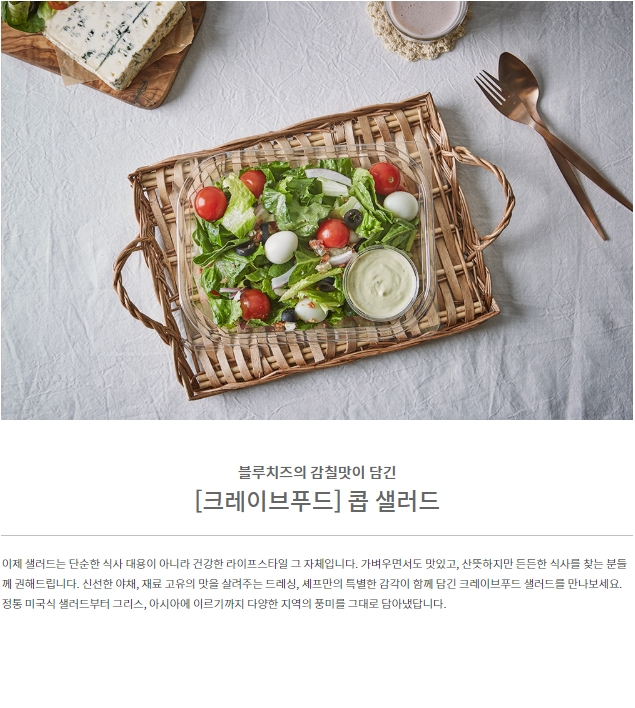 블루치즈의 감칠맛이 담긴
[크레이브푸드] 콥 샐러드
이제 샐러드는 단순한 식사 대용이 아니라 건강한 라이프스타일 그 자체입니다. 가벼우면서도 맛있고, 산뜻하지만 든든한 식사를 찾는 분들
께 권해드립니다. 신선한 야채, 재료 고유의 맛을 살려주는 드레싱, 셰프만의 특별한 감각이 함께 담긴 크레이브푸드 샐러드를 만나보세요.
정통 미국식 샐러드부터 그리스, 아시아에 이르기까지 다양한 지역의 풍미를 그대로 담아냈답니다.